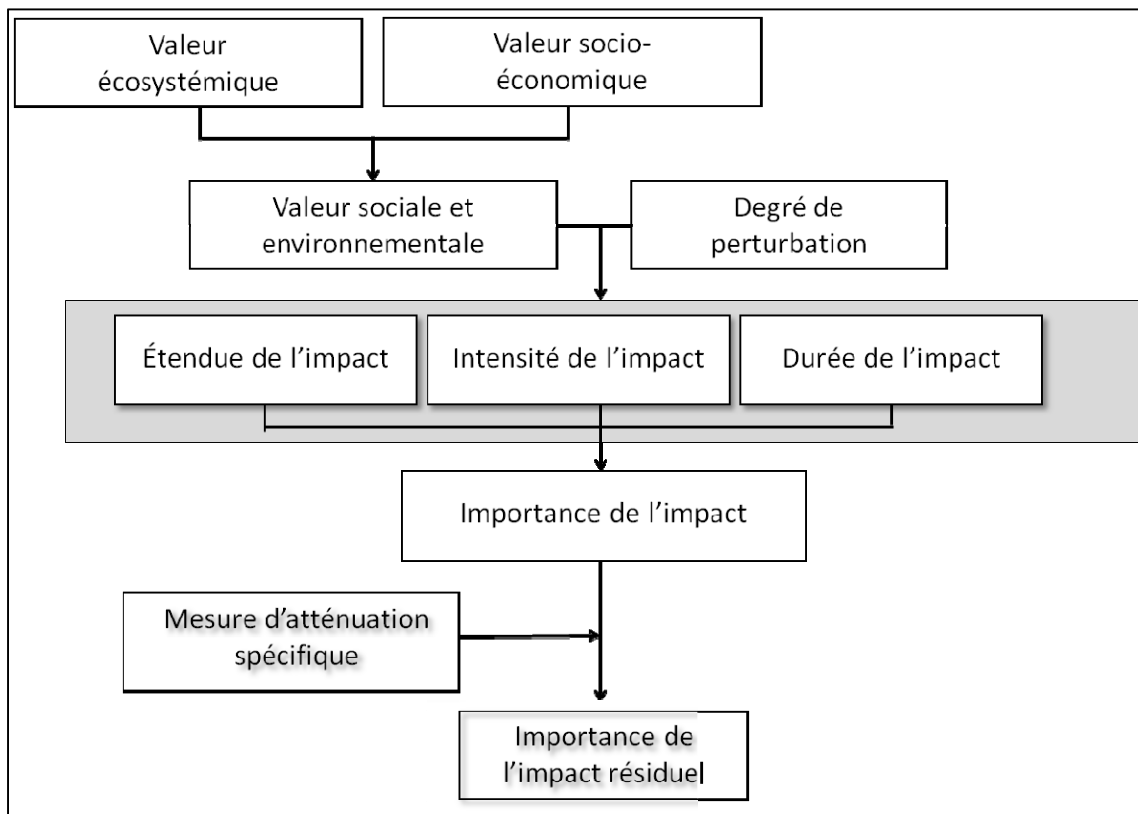 Valeur
écosystémique
Valeur socio-
économique
Valeur sociale et
environnementale
Degré de
perturbation
Étendue de l’impact
Intensité de l’impact
Durée de l’impact
Importance de l’impact
Mesure d’atténuation
spécifique
Importance de
l’impact résiduel